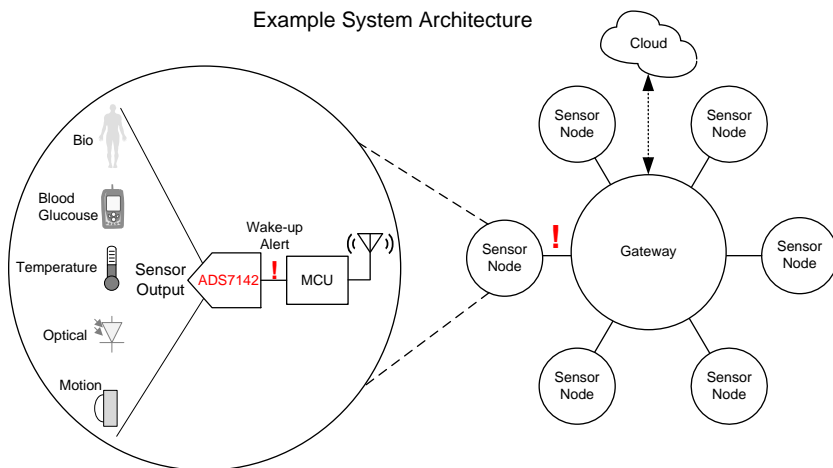 Example System Architecture
Bio
Blood
Glucouse
Temperature
Optical
Motion
Sensor
Output
ADS7142
Wake-up
Alert
!
MCU
Cloud
Sensor
Node
Sensor
Node
Sensor
Node
!
Gateway
Sensor
Node
Sensor
Node
Sensor
Node